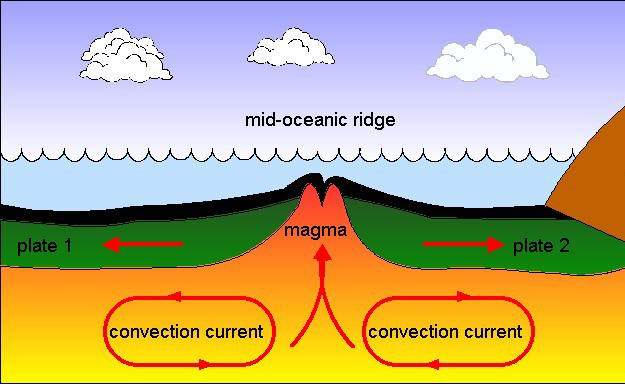 mid-oceanic ridge
plate 1
magma
plate 2
convection current
convection current